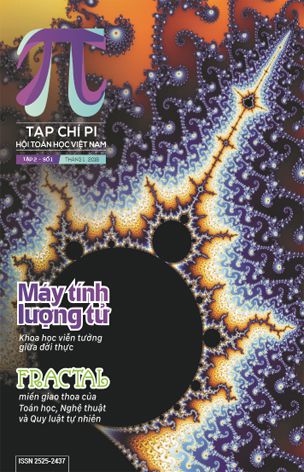 TẠP CHÍ PI
HỘI TOÁN HỌC VIỆT NAM
TẬP 2 - SỐ 1 THÁNG 1 2018
Máy tính
lượng tử
Khoa học viễn tưởng
giữa đời thực
FRACTAL
miền giao thoa của
Toán học, Nghệ thuật
và Quy luật tự nhiên
ISSN 2525-2437